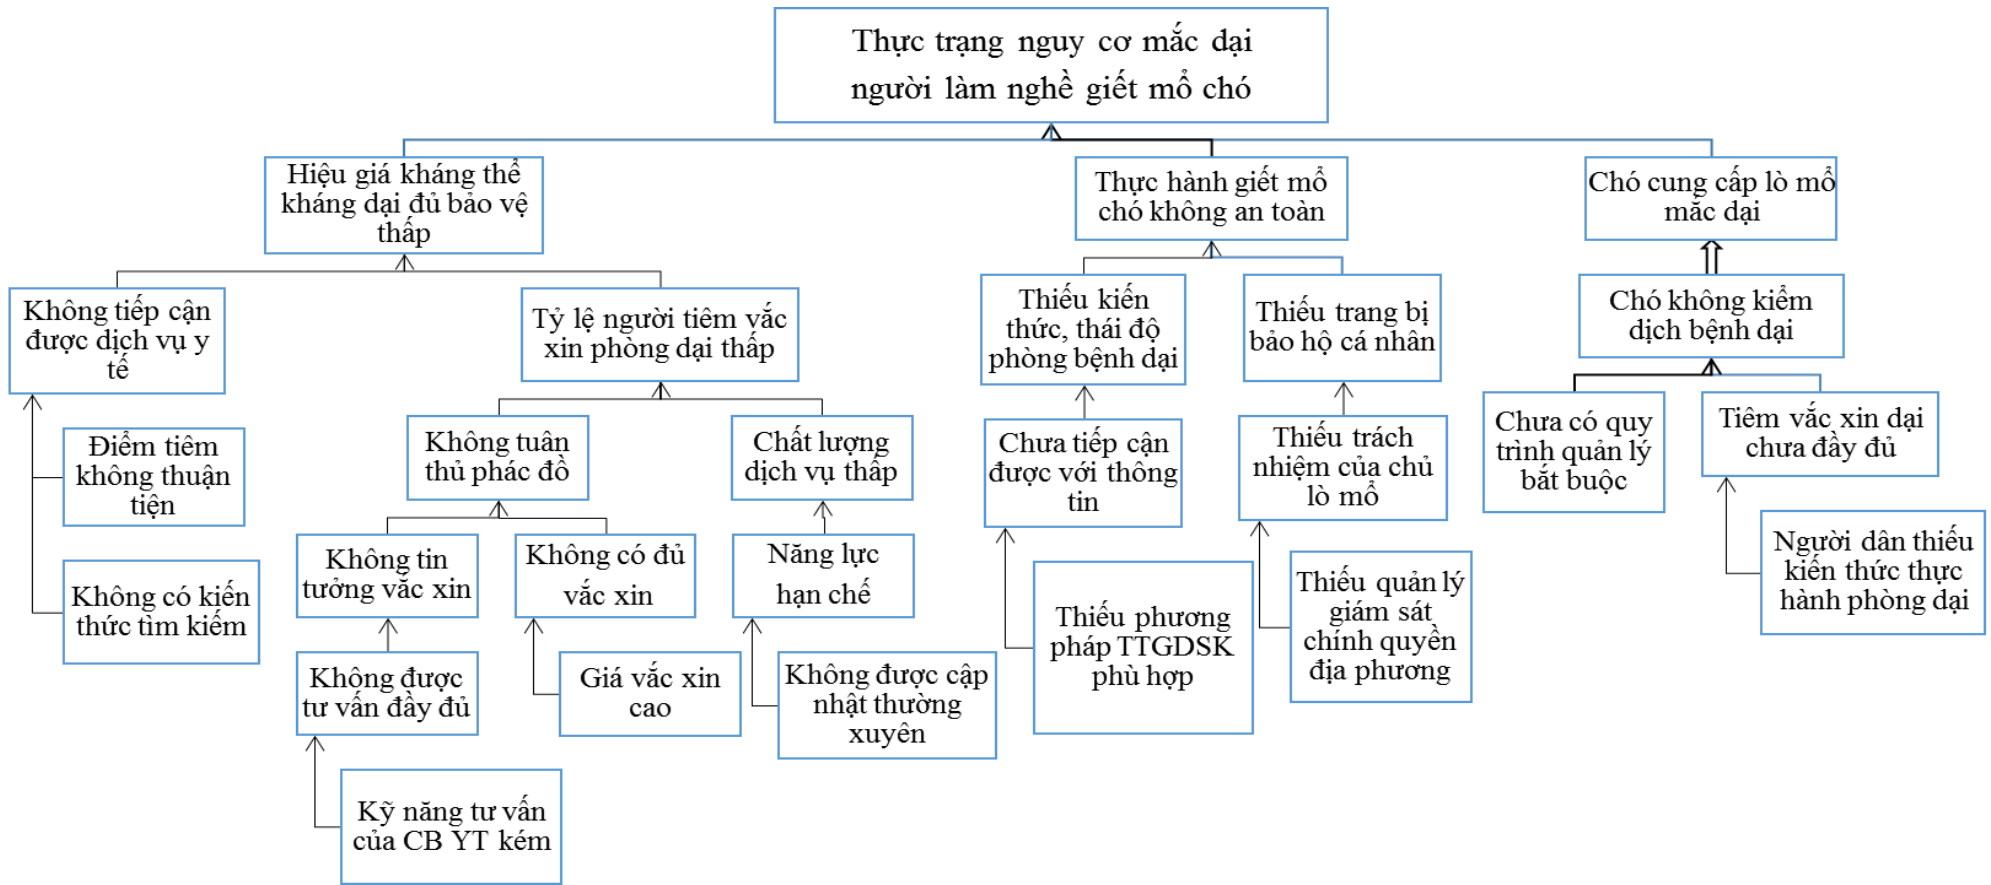 Thực trạng nguy cơ mắc dại
người làm nghề giết mổ chó
Hiệu giá kháng thể
kháng dại đủ bảo vệ
thấp
Thực hành giết mổ
chó không an toàn
Chó cung cấp lò mổ
mắc dại
Không tiếp cận
được dịch vụ y
tế
Tỷ lệ người tiêm vắc
xin phòng dại thấp
Thiếu kiến
thức, thái độ
phòng bệnh dại
Thiếu trang bị
bảo hộ cá nhân
Chó không kiểm
dịch bệnh dại
Điểm tiêm
không thuận
tiện
Không tuân
thủ phác đồ
Chất lượng
dịch vụ thấp
Chưa tiếp cận
được với thông
tin
Thiếu trách
nhiệm của chủ
lò mổ
Chưa có quy
trình quản lý
bắt buộc
Tiêm vắc xin dại
chưa đầy đủ
Không có kiến
thức tìm kiếm
Không tin
tưởng vắc xin
Không có đủ
vắc xin
Năng lực
hạn chế
Thiếu phương
pháp TTGDSK
phù hợp
Thiếu quản lý
giám sát
chính quyền
địa phương
Người dân thiếu
kiến thức thực
hành phòng dại
Không được
tư vấn đầy đủ
Giá vắc xin
cao
Không được cập
nhật thường
xuyên
Kỹ năng tư vấn
của CB YT kém